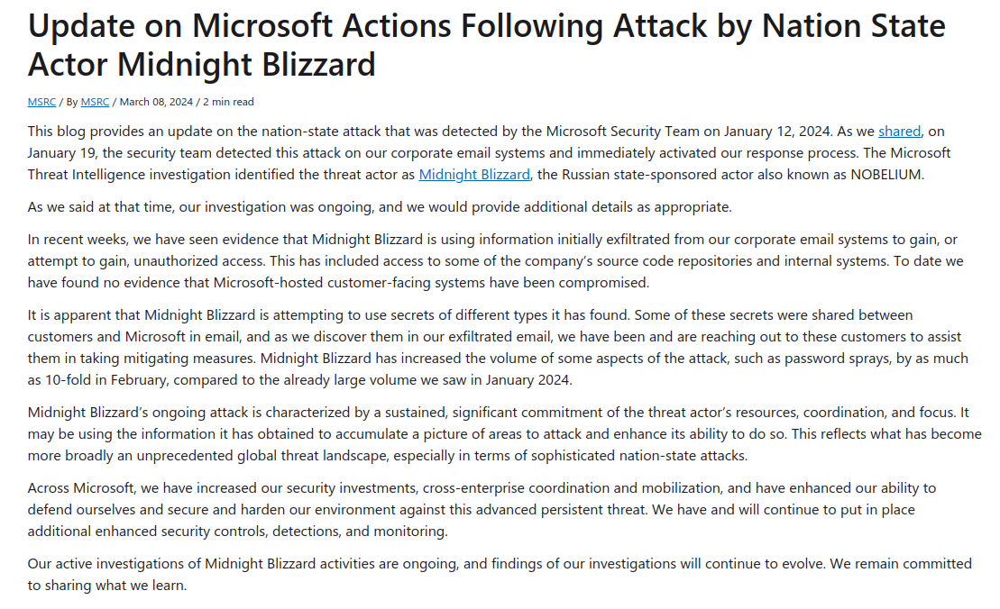 Update on Microsoft Actions Following Attack by Nation State
Actor Midnight Blizzard
MSRC / By MSRC / March 08, 2024 / 2 min read
This blog provides an update on the nation-state attack that was detected by the Microsoft Security Team on January 12, 2024. As we shared, on
January 19, the security team detected this attack on our corporate email systems and immediately activated our response process. The Microsoft
Threat Intelligence investigation identified the threat actor as Midnight Blizzard, the Russian state-sponsored actor also known as NOBELIUM.
As we said at that time, our investigation was ongoing, and we would provide additional details as appropriate.
In recent weeks, we have seen evidence that Midnight Blizzard is using information initially exfiltrated from our corporate email systems to gain, or
attempt to gain, unauthorized access. This has included access to some of the company's source code repositories and internal systems. To date we
have found no evidence that Microsoft-hosted customer-facing systems have been compromised.
It is apparent that Midnight Blizzard is attempting to use secrets of different types it has found. Some of these secrets were shared between
customers and Microsoft in email, and as we discover them in our exfiltrated email, we have been and are reaching out to these customers to assist
them in taking mitigating measures. Midnight Blizzard has increased the volume of some aspects of the attack, such as password sprays, by as much
as 10-fold in February, compared to the already large volume we saw in January 2024.
Midnight Blizzard's ongoing attack is characterized by a sustained, significant commitment of the threat actor's resources, coordination, and focus. It
may be using the information it has obtained to accumulate a picture of areas to attack and enhance its ability to do so. This reflects what has become
more broadly an unprecedented global threat landscape, especially in terms of sophisticated nation-state attacks.
Across Microsoft, we have increased our security investments, cross-enterprise coordination and mobilization, and have enhanced our ability to
defend ourselves and secure and harden our environment against this advanced persistent threat. We have and will continue to put in place
additional enhanced security controls, detections, and monitoring.
Our active investigations of Midnight Blizzard activities are ongoing, and findings of our investigations will continue to evolve. We remain committed
to sharing what we learn.